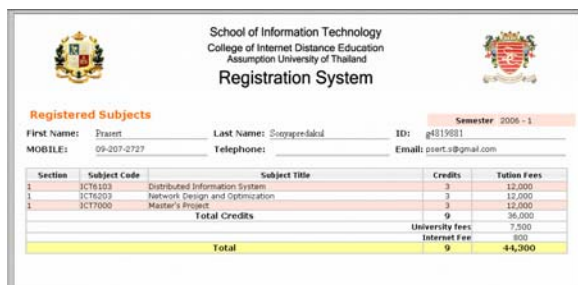 School of Information Technology
College of Internet Distance Education
Assumption University of Thailand
Registration System
Registered Subjects
Semester 2006 - 1
First Name: Prasert Last Name: Sonyapredakul ID: g4819881
MOBILE: 09-207-2727 Telephone: Email: psert.s@gmail.com
Section Subject Code Subject Title Credits Tution Fees
1 ICT6103 Distributed Information System 3 12,000
1 ICT6203 Network Design and Optimization 3 12,000
1 ICT7000 Master's Project 3 12,000
Total Credits 9 36,000
University fees 7,500
Internet Fee 800
Total 9 44,300